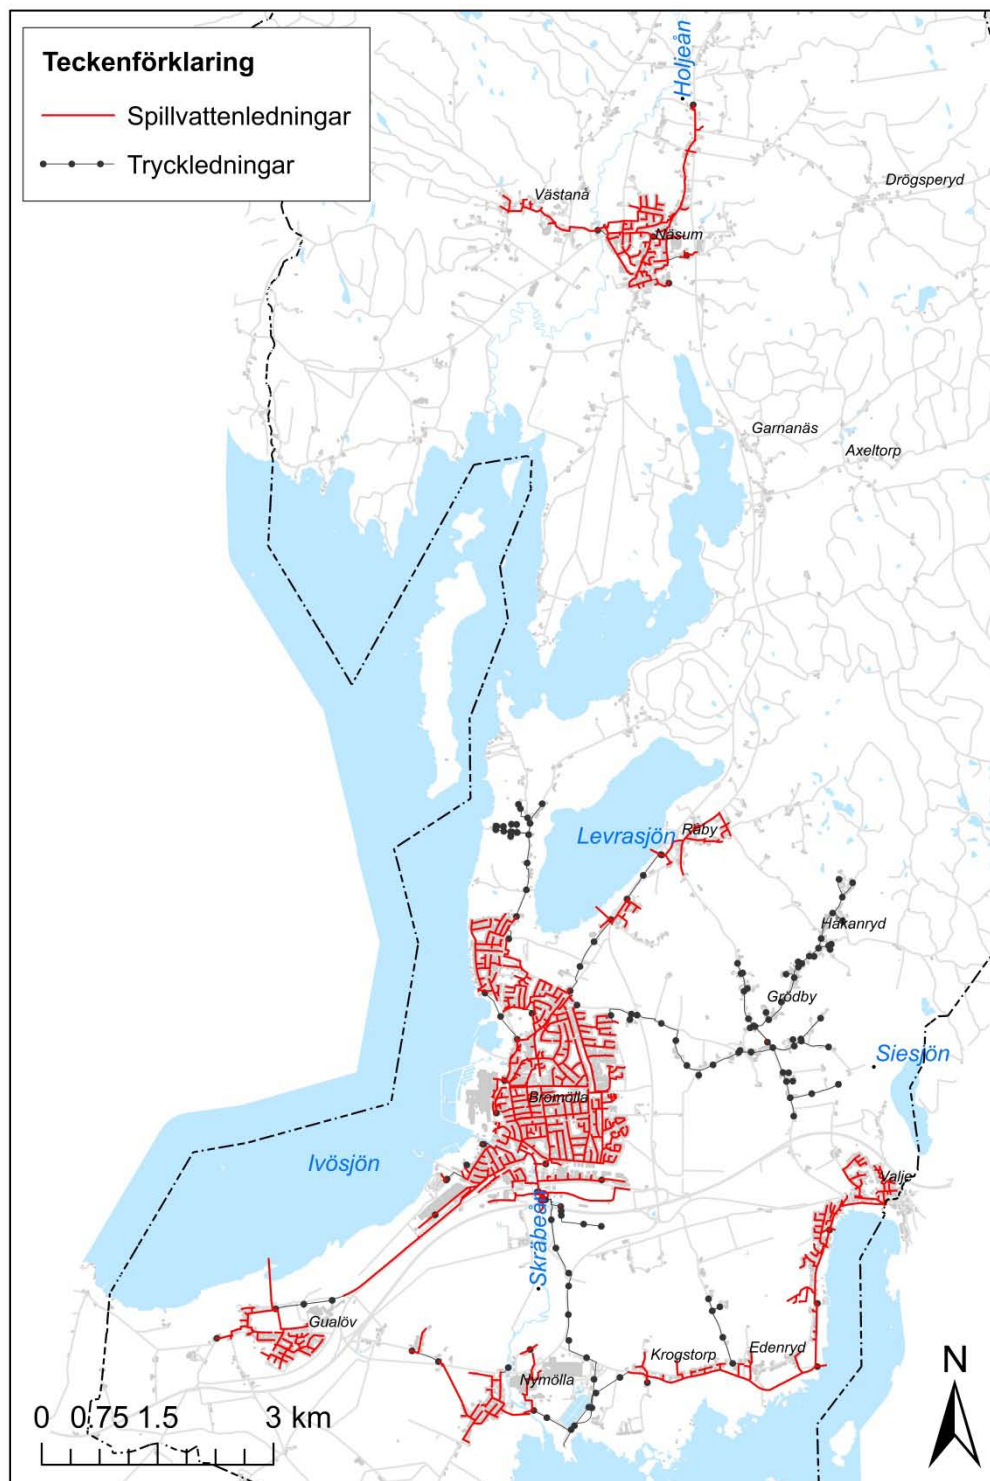 Teckenförklaring
Spillvattenledningar
Tryckledningar
Holjeån
Drögsperyd
Västanå
Näsum
Garnanäs
Axeltorp
Levrasjön
Råby
Håkanryd
Grödby
Siesjön
Bromölla
Ivösjön
Valje
Skräbeån
Gualöv
Krogstorp
Edenryd
Nymölla
N
0 0.75 1.5 3 km